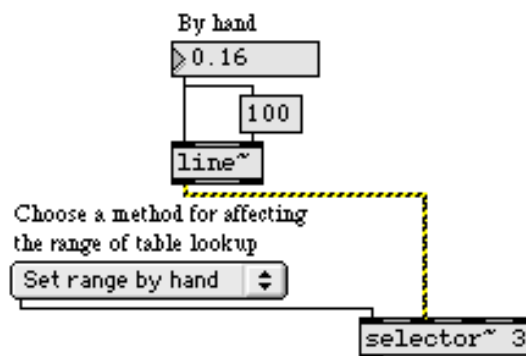 By hand
0.16
100
line~
Choose a method for affecting
the range of table lookup
Set range by hand
selector~ 3